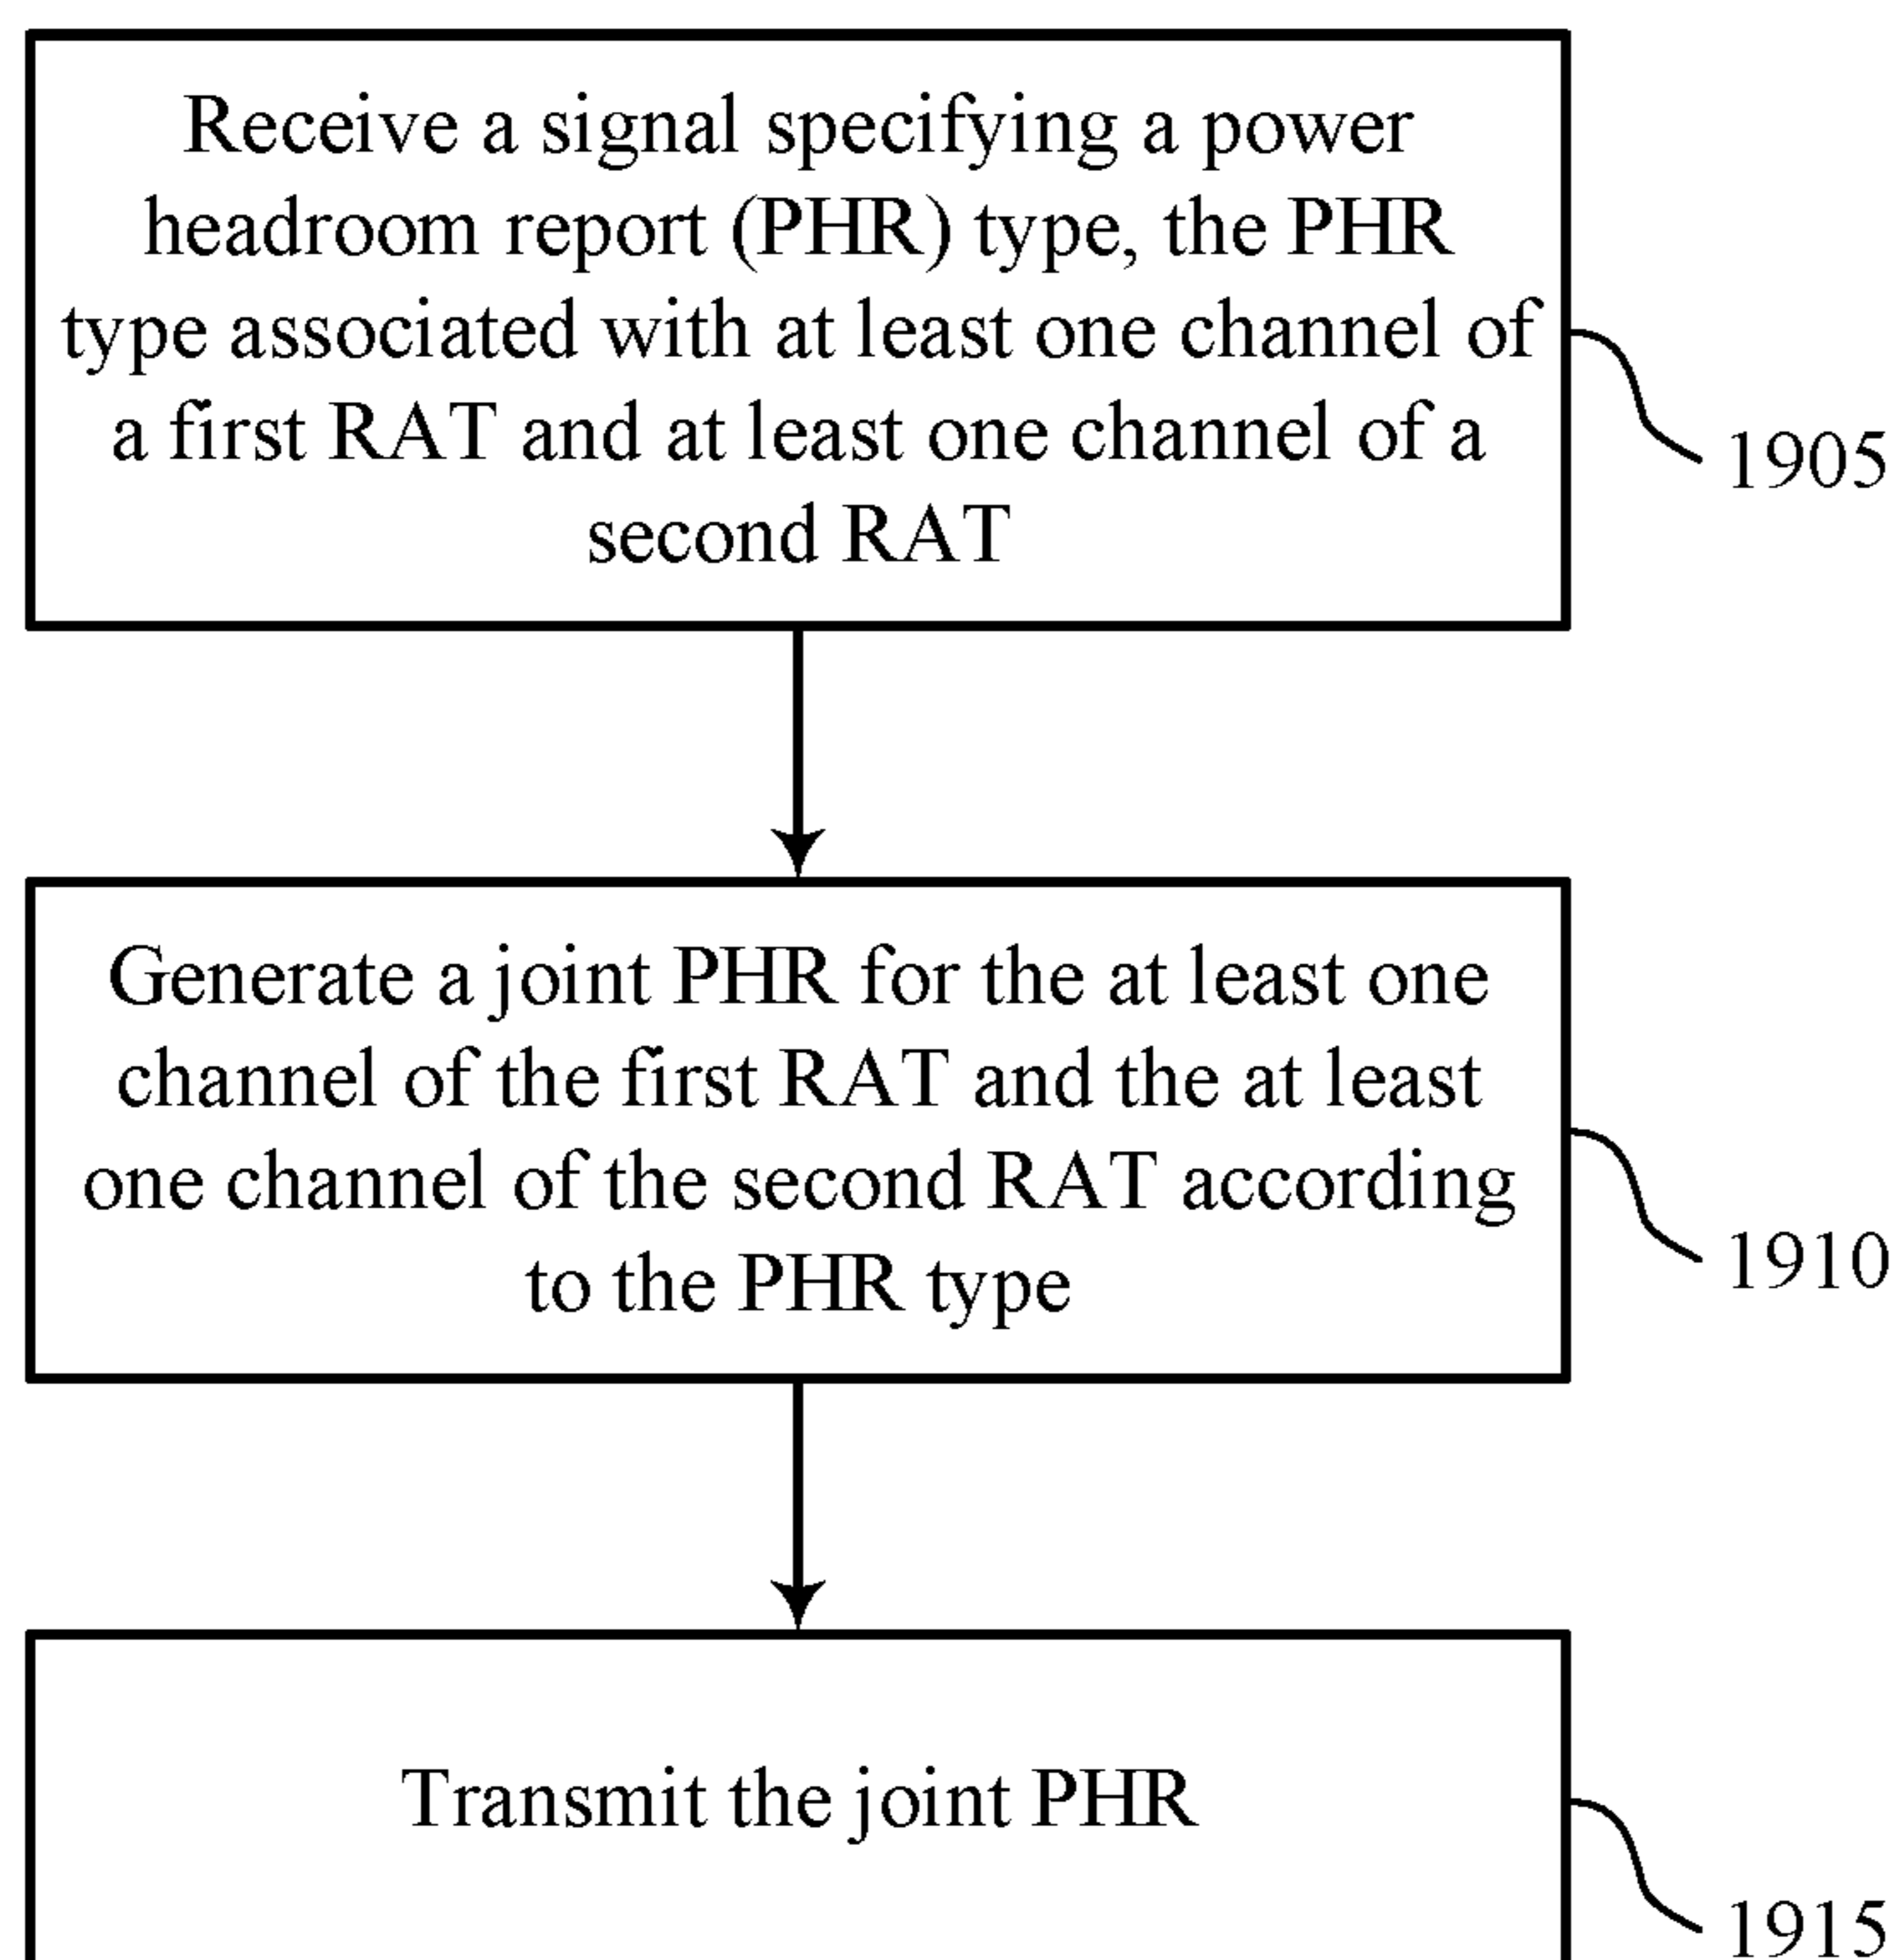 Receive a signal specifying a power
headroom report (PHR) type, the PHR
type associated with at least one channel of
a first RAT and at least one channel of a
second RAT
1905
Generate a joint PHR for the at least one
channel of the first RAT and the at least
one channel of the second RAT according
to the PHR type
1910
Transmit the joint PHR
1915